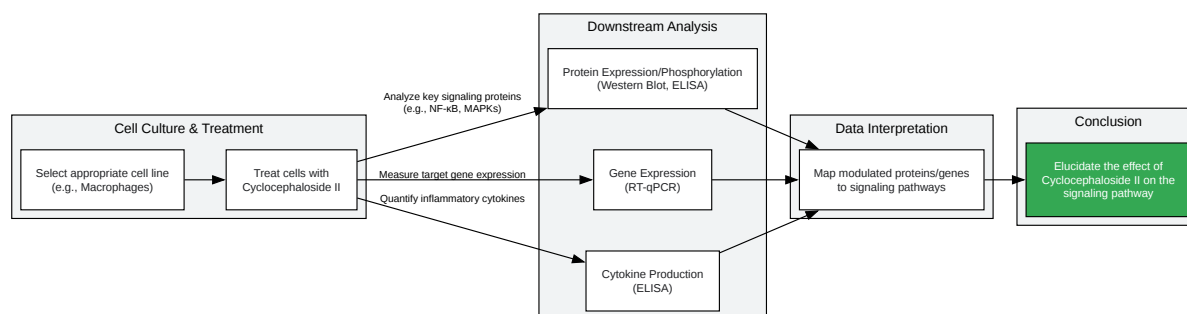 Cell Culture & Treatment
Select appropriate cell line
(e.g., Macrophages)
Treat cells with
Cyclocephaloside II
Analyze key signaling proteins
(e.g., NF-κB, MAPKs)
Measure target gene expression
Quantify inflammatory cytokines
Downstream Analysis
Protein Expression/Phosphorylation
(Western Blot, ELISA)
Gene Expression
(RT-qPCR)
Cytokine Production
(ELISA)
Data Interpretation
Map modulated proteins/genes
to signaling pathways
Conclusion
Elucidate the effect of
Cyclocephaloside II on the
signaling pathway